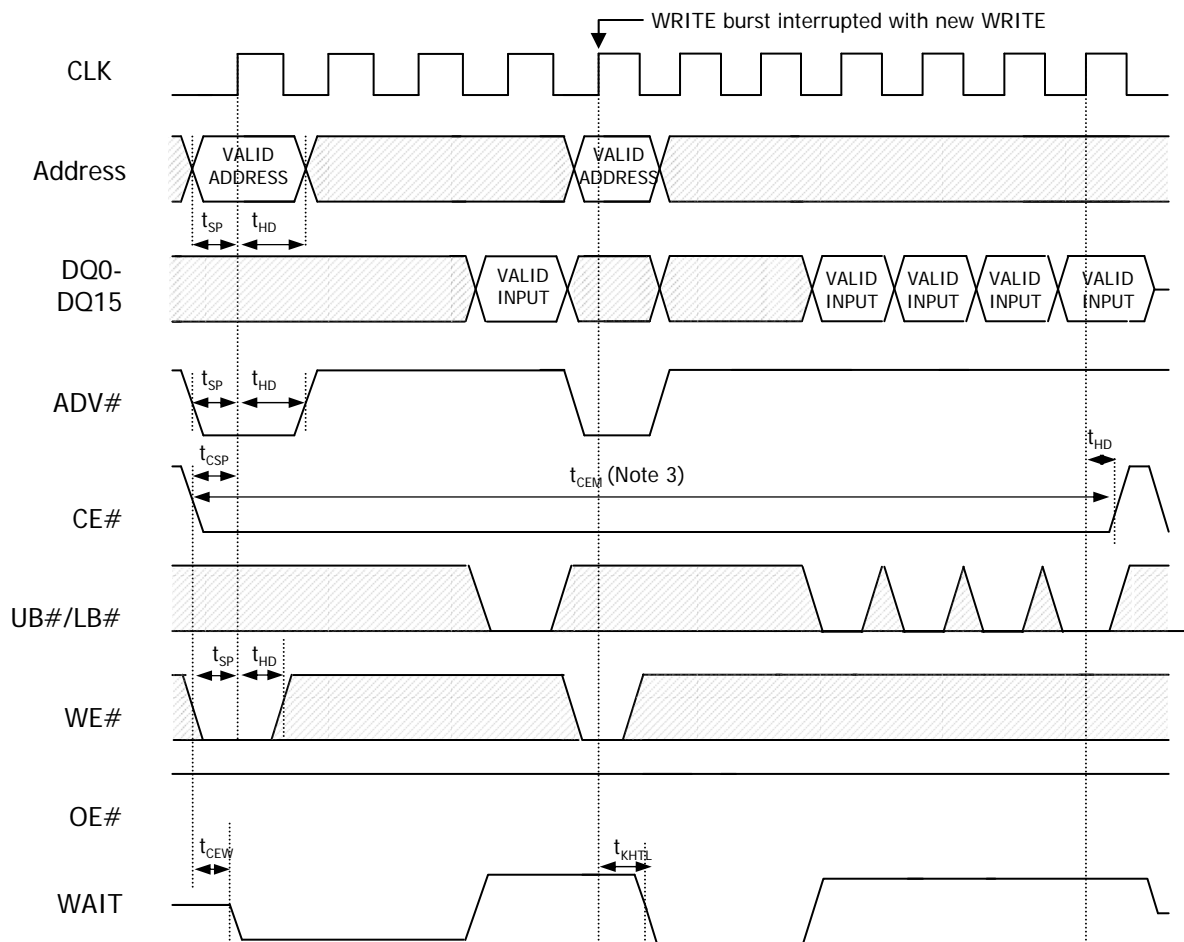 WRITE burst interrupted with new WRITE
CLK
Address
VALID
ADDRESS
VALID
ADDRESS
tSP
tHD
DQ0-
DQ15
VALID
INPUT
VALID
INPUT
VALID
INPUT
VALID
INPUT
VALID
INPUT
ADV#
tSP
tHD
CE#
tCSP
tCEM (Note 3)
tHD
UB#/LB#
WE#
tSP
tHD
OE#
WAIT
tCEW
tKHTL